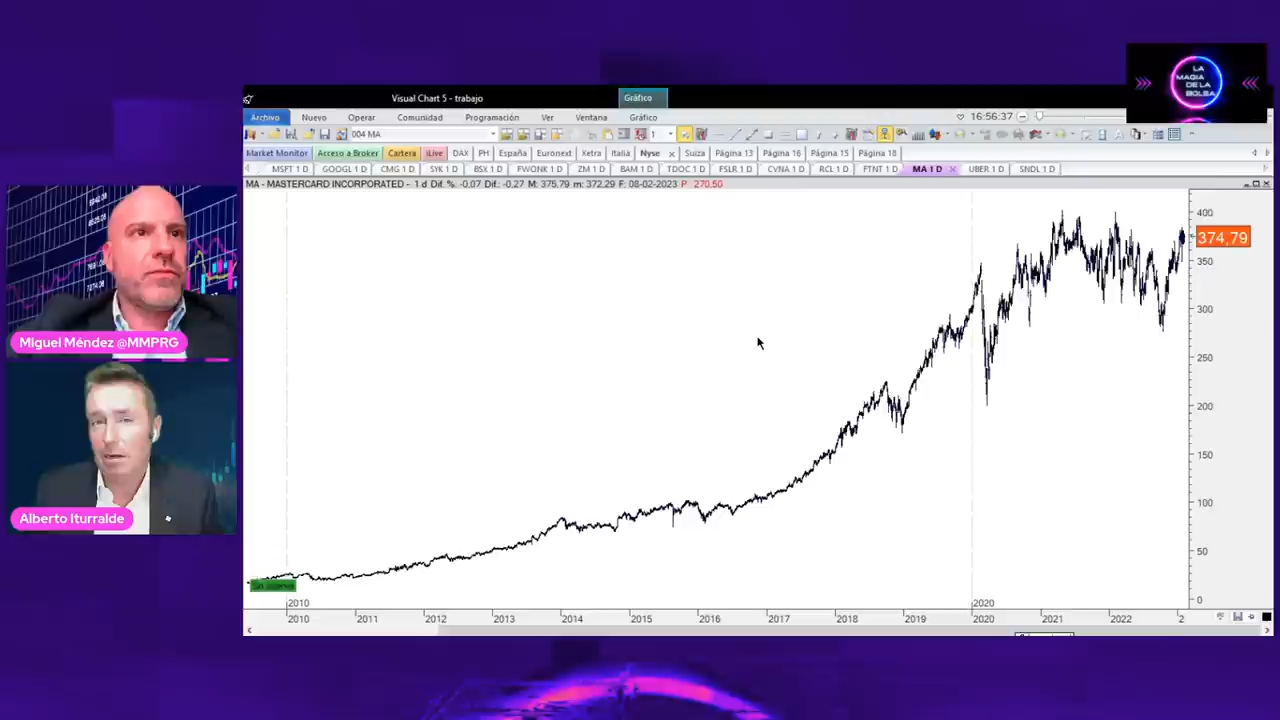 LA
MAGIA
DE LA
BOLSA
Visual Chart 5 - trabajo
Gráfico
Archivo Nuevo Operar Comunidad Programación Ver Ventana Gráfico 16:56:37
004 MA 1
Market Monitor Acceso a Broker Cartera iLive DAX PH España Euronext Xetra Italia Nyse x Suiza Página 13 Página 16 Página 15 Página 18
MSFT 1 D GOOGL 1 D CMG 1 D SYK 1 D BSX 1 D FWONK 1 D ZM 1 D BAM 1 D TDOC 1 D FSLR 1 D CVNA 1 D RCL 1 D FTNT 1 D MA 1 D x UBER 1 D SNDL 1 D
MA - MASTERCARD INCORPORATED - 1 d Dif. %: -0.07 Dif.: -0.27 M: 375.79 m: 372.29 F: 08-02-2023 P 270.50
400
374,79
350
300
250
200
150
100
50
0
2010 2020
2010 2011 2012 2013 2014 2015 2016 2017 2018 2019 2020 2021 2022 2
Miguel Méndez @MMPRG
Alberto Iturralde